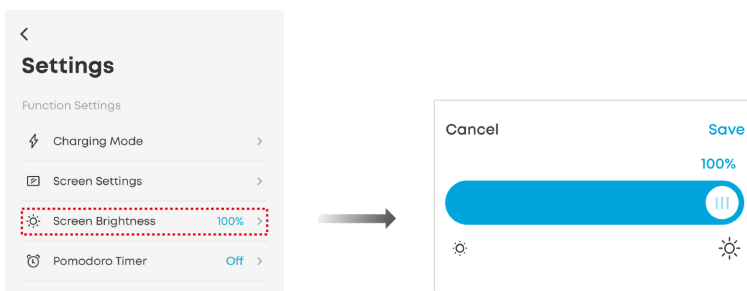 Settings
Function Settings
Charging Mode
Screen Settings
Screen Brightness 100%
Pomodoro Timer Off
Cancel Save
100%